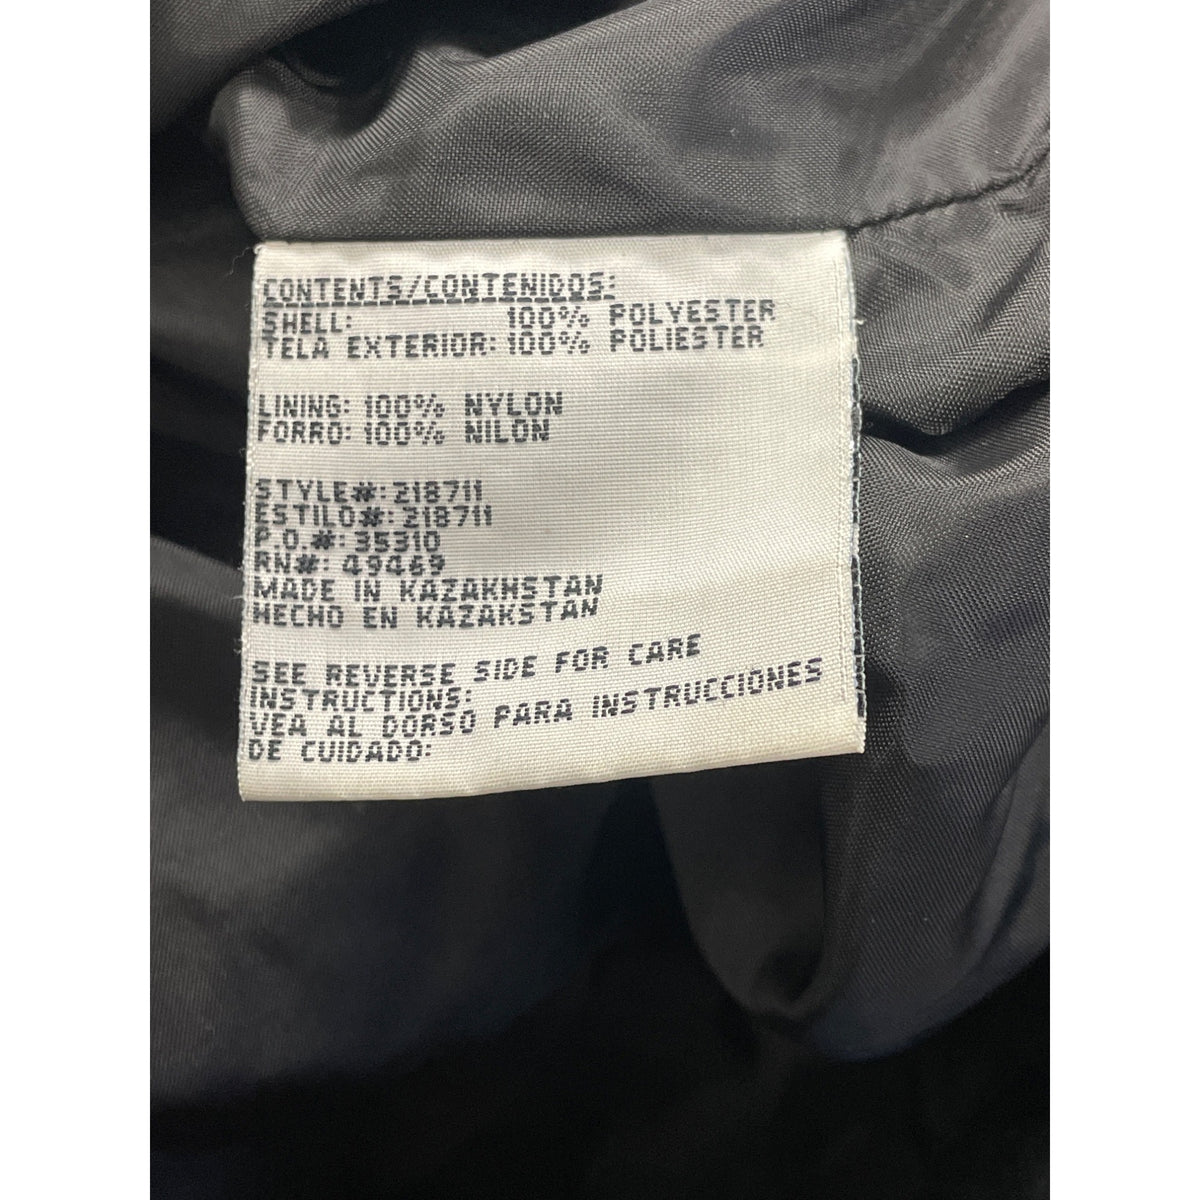 CONTENTS/CONTENIDOS:
SHELL: 100% POLYESTER
TELA EXTERIOR: 100% POLIESTER
LINING: 100% NYLON
FORRO: 100% NILON
STYLE#: 218711
ESTILO#: 218711
P.O.#: 35310
RN#: 49469
MADE IN KAZAKHSTAN
HECHO EN KAZAKSTAN
SEE REVERSE SIDE FOR CARE
INSTRUCTIONS:
VEA AL DORSO PARA INSTRUCCIONES
DE CUIDADO: